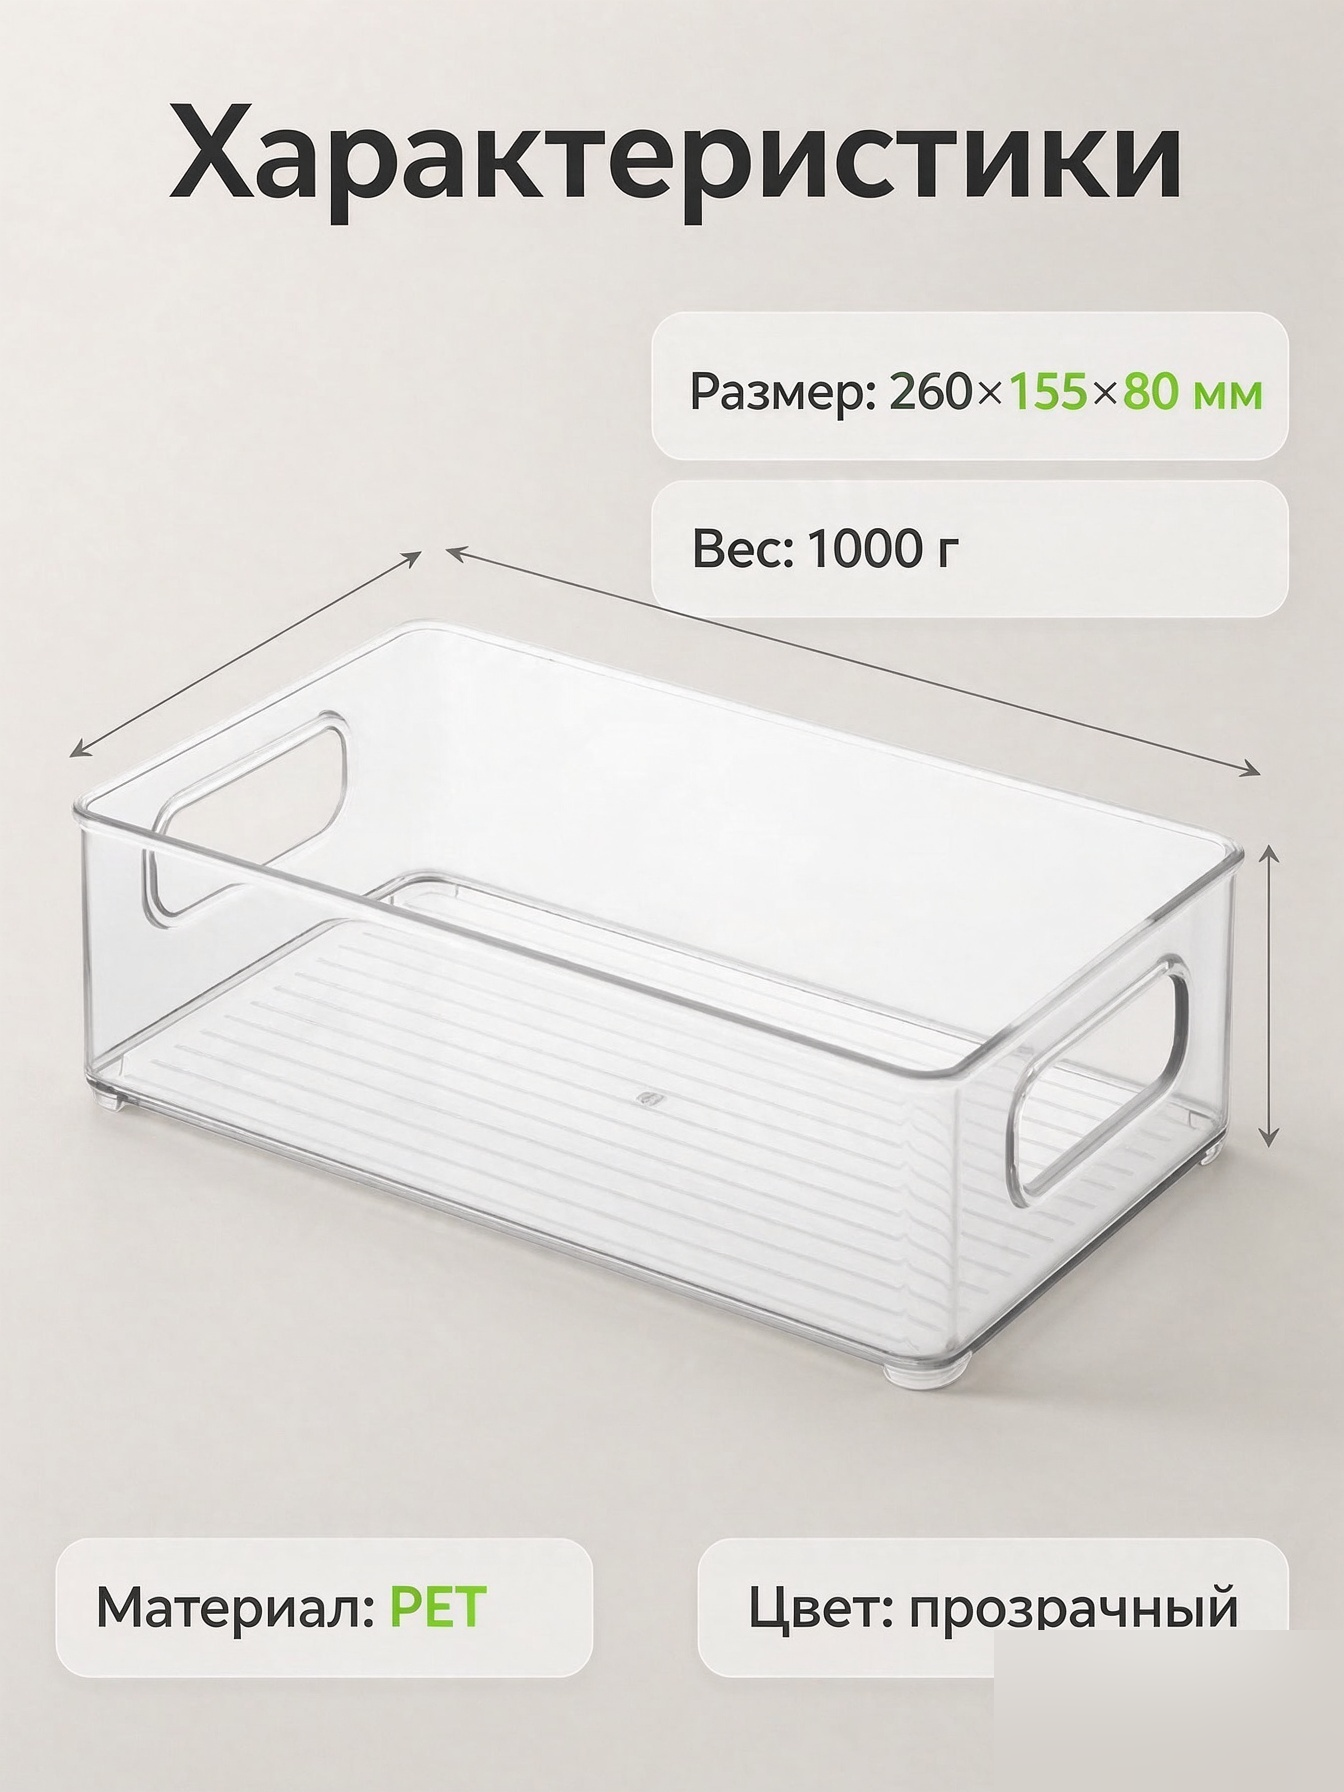 Характеристики
Размер: 260×155×80 мм
Вес: 1000 г
Материал: PET
Цвет: прозрачный